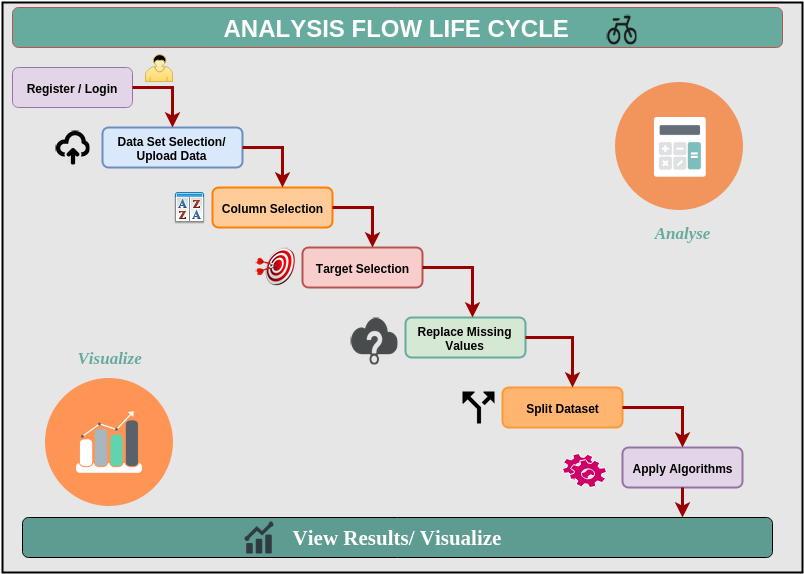 ANALYSIS FLOW LIFE CYCLE
Register / Login
Data Set Selection/
Upload Data
A Z
Z A
Column Selection
Analyse
Target Selection
Replace Missing
Values
?
Visualize
Split Dataset
Apply Algorithms
View Results/ Visualize